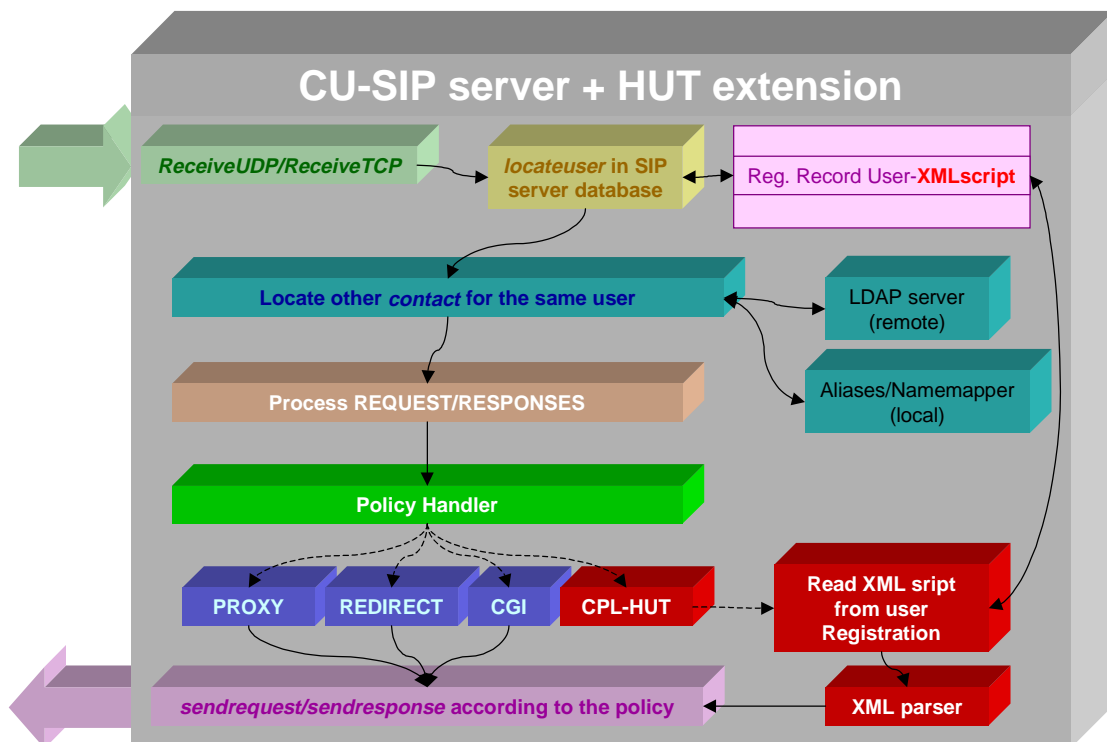 CU-SIP server + HUT extension
ReceiveUDP/ReceiveTCP
locateuser in SIP
server database
Reg. Record User-XMLscript
Locate other contact for the same user
LDAP server
(remote)
Process REQUEST/RESPONSES
Aliases/Namemapper
(local)
Policy Handler
PROXY
REDIRECT
CGI
CPL-HUT
Read XML sript
from user
Registration
sendrequest/sendresponse according to the policy
XML parser